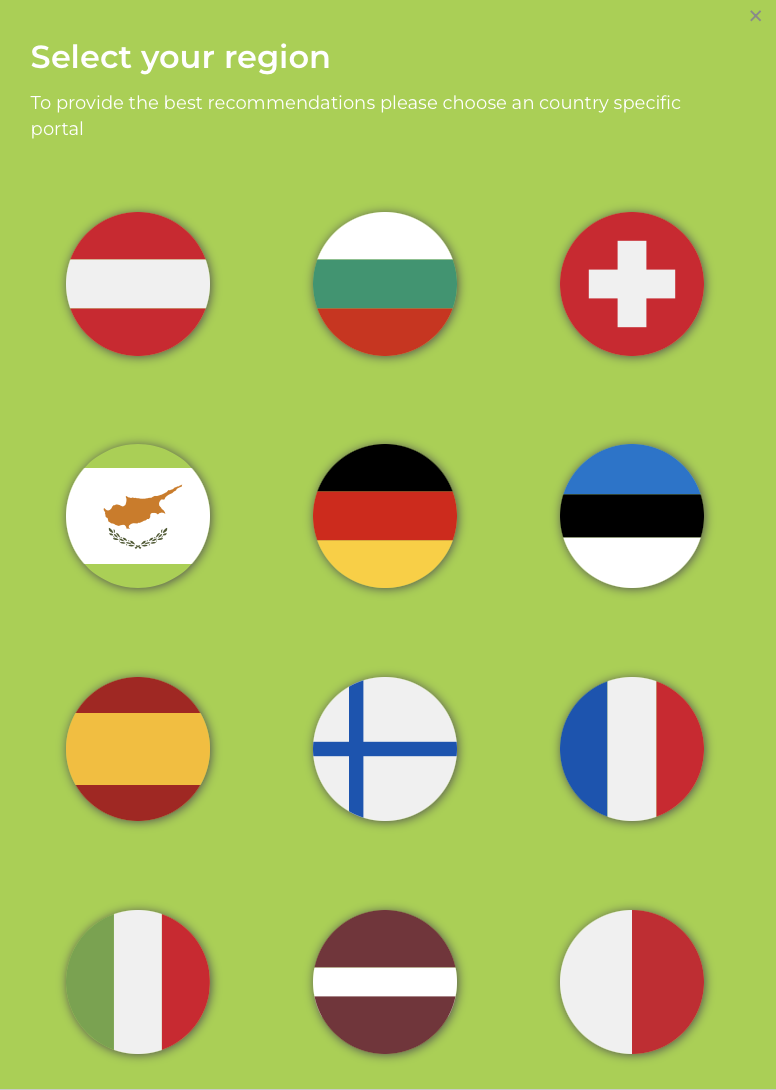 Select your region
To provide the best recommendations please choose an country specific
portal